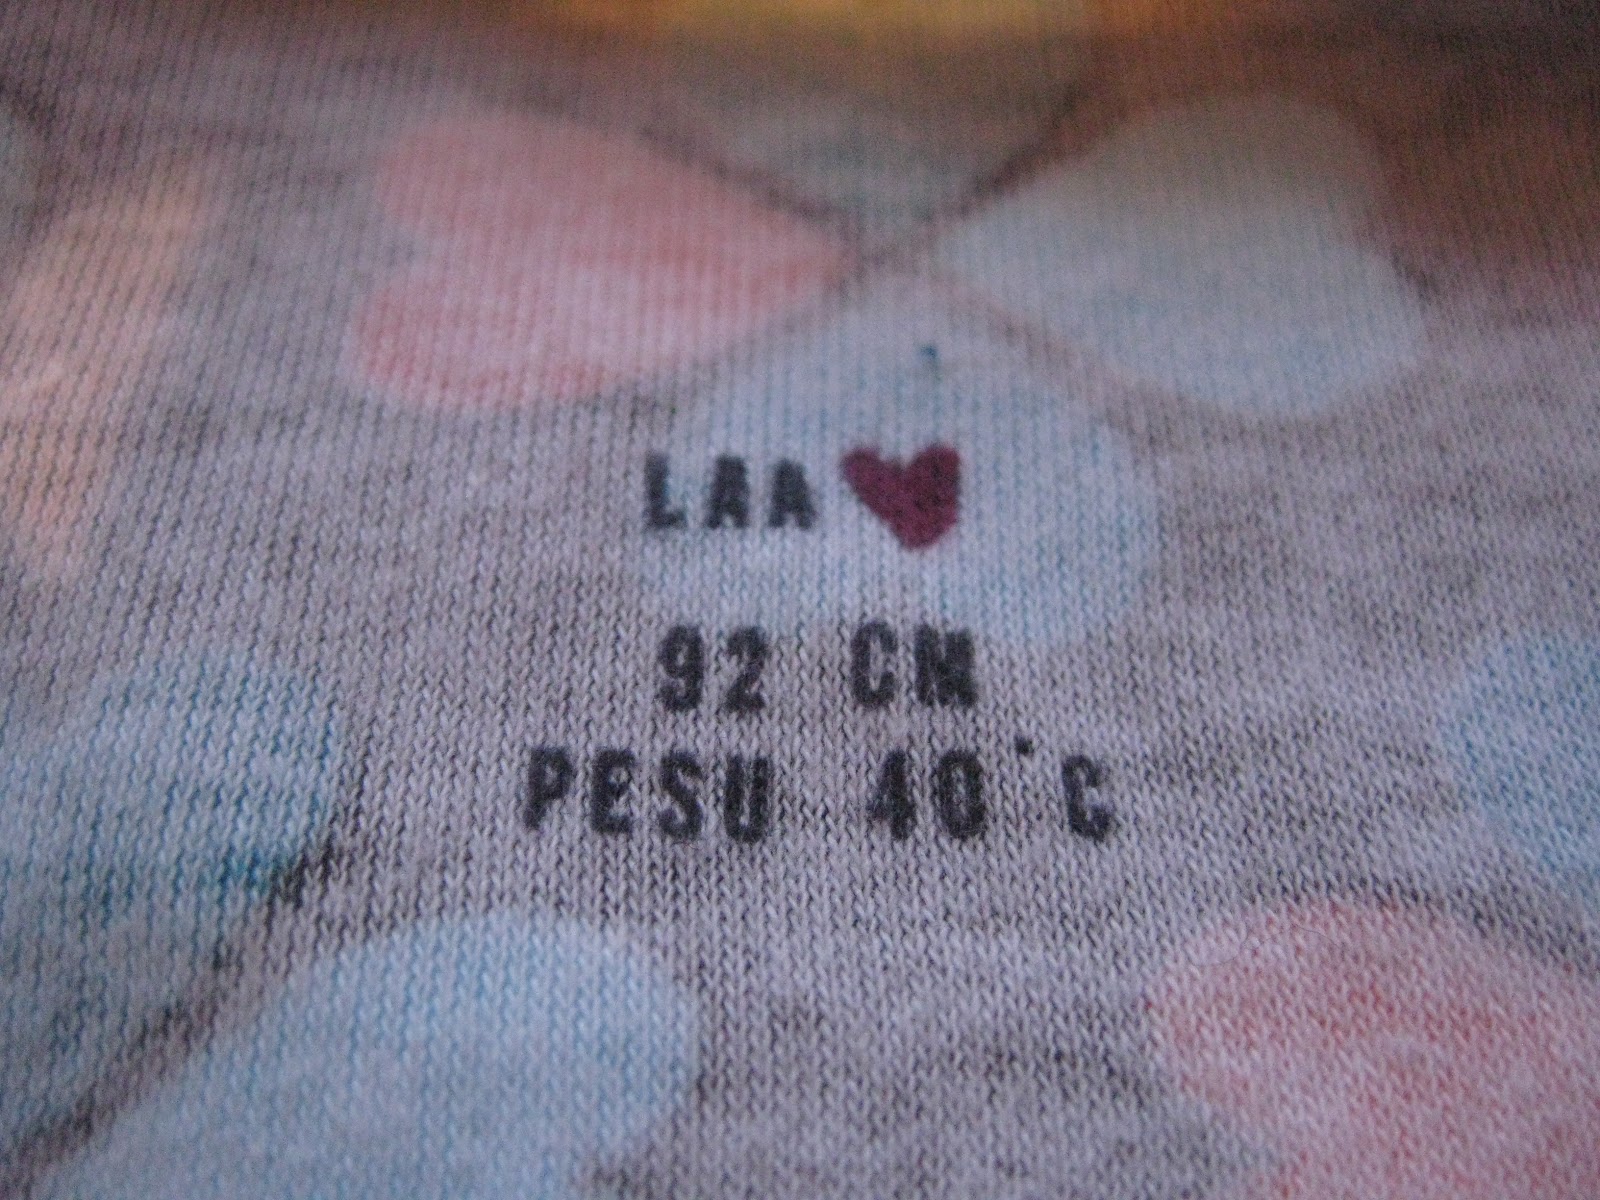 LAA ♥
92 CM
PESU 40°C